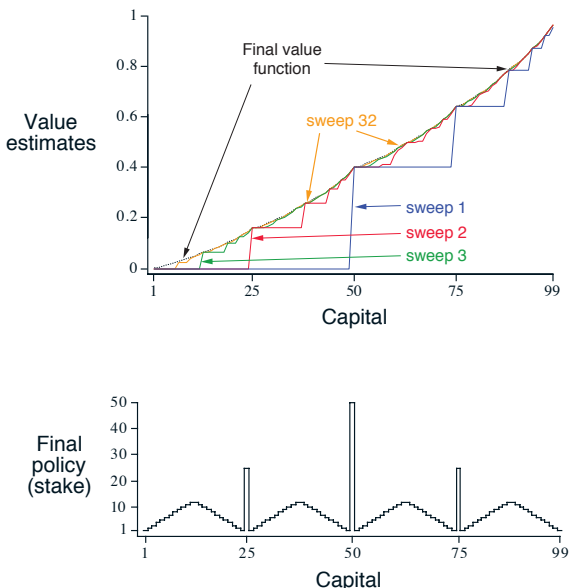 1
Final value
function
0.8
Value
estimates
0.6
sweep 32
0.4
sweep 1
0.2
sweep 2
sweep 3
0
1
25
50
75
99
Capital
50
40
Final
policy
(stake)
30
20
10
1
1
25
50
75
99
Capital